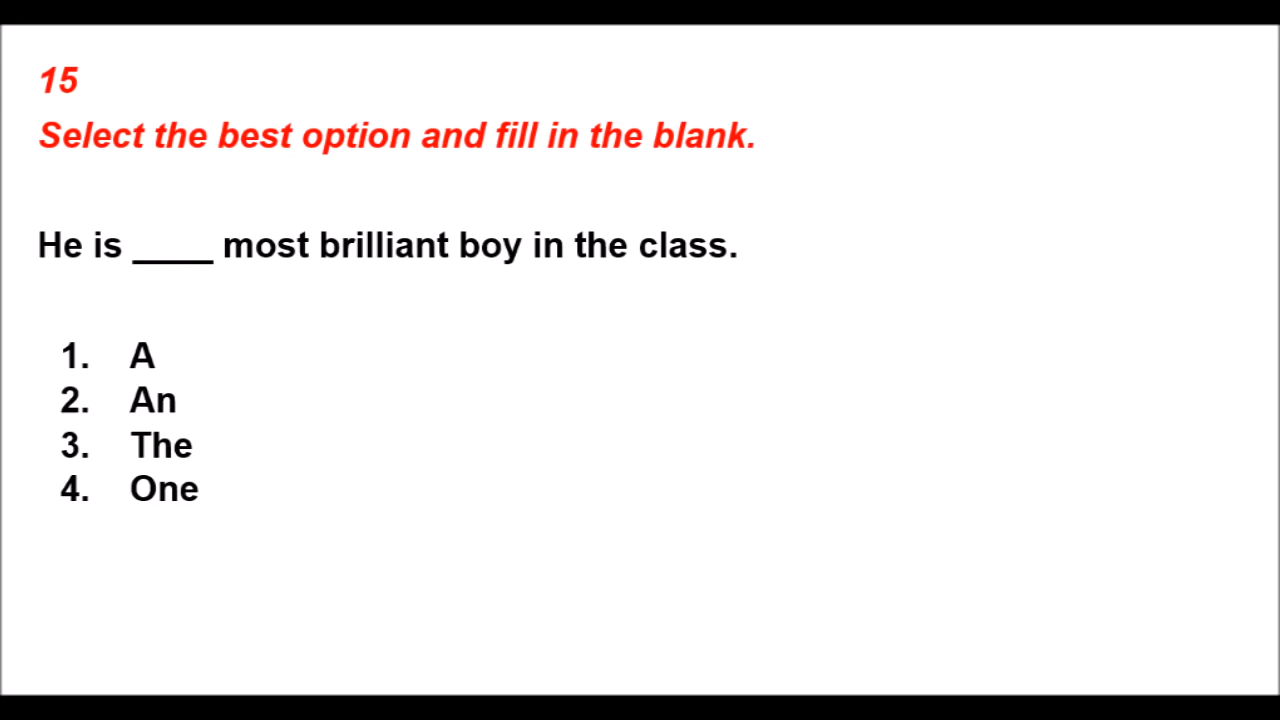 15
Select the best option and fill in the blank.
He is ____ most brilliant boy in the class.
1. A
2. An
3. The
4. One